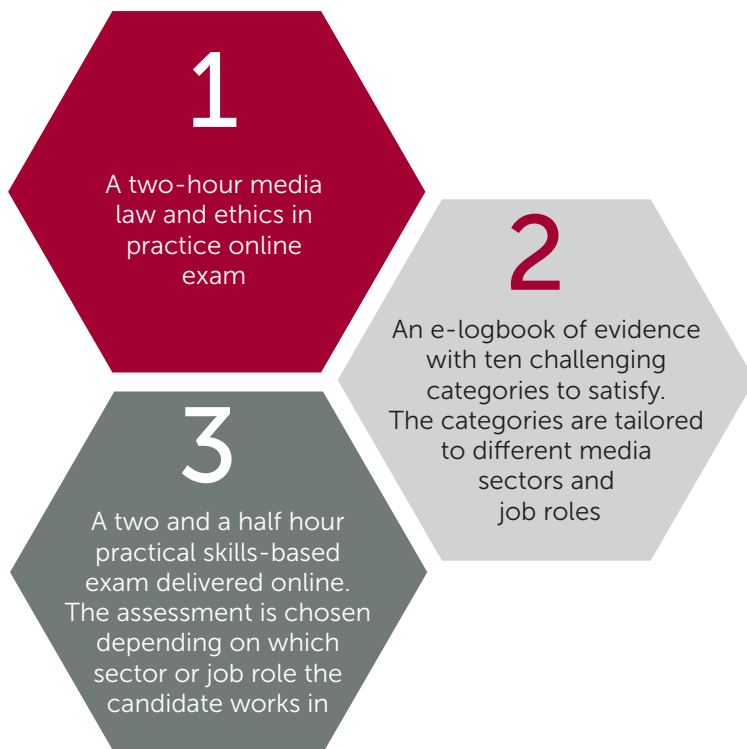 1
A two-hour media
law and ethics in
practice online
exam
2
An e-logbook of evidence
with ten challenging
categories to satisfy.
The categories are tailored
to different media
sectors and
job roles
3
A two and a half hour
practical skills-based
exam delivered online.
The assessment is chosen
depending on which
sector or job role the
candidate works in